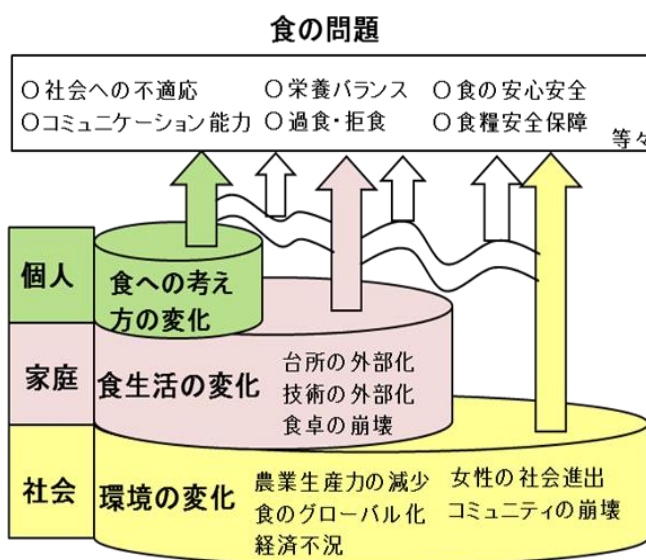 食の問題
○社会への不適応
○コミュニケーション能力
○栄養バランス
○過食・拒食
○食の安心安全
○食糧安全保障
等々
個人
食への考え
方の変化
家庭
食生活の変化
台所の外部化
技術の外部化
食卓の崩壊
社会
環境の変化
農業生産力の減少
食のグローバル化
経済不況
女性の社会進出
コミュニティの崩壊